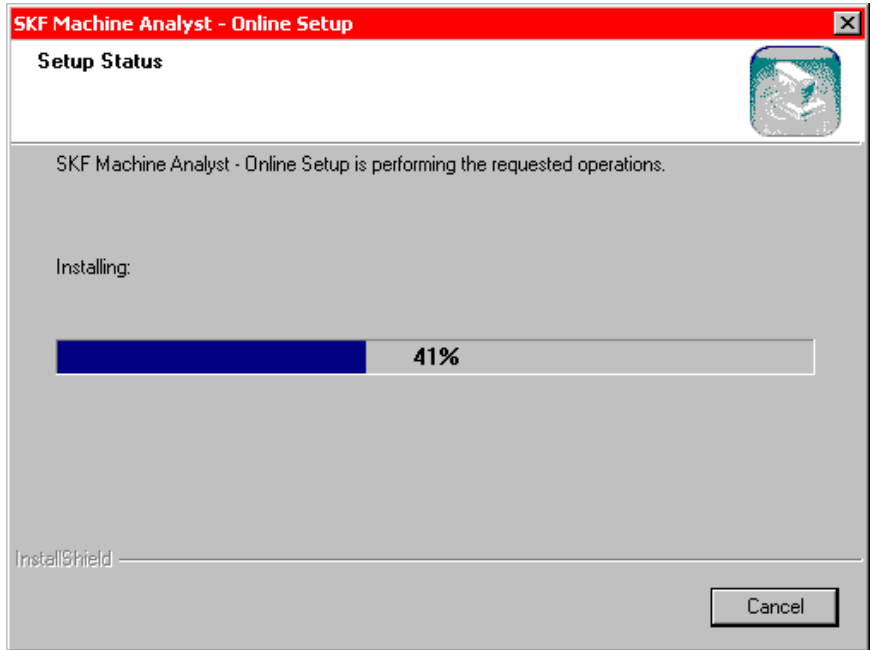 SKF Machine Analyst - Online Setup
Setup Status
SKF Machine Analyst - Online Setup is performing the requested operations.
Installing:
41%
InstallShield
Cancel